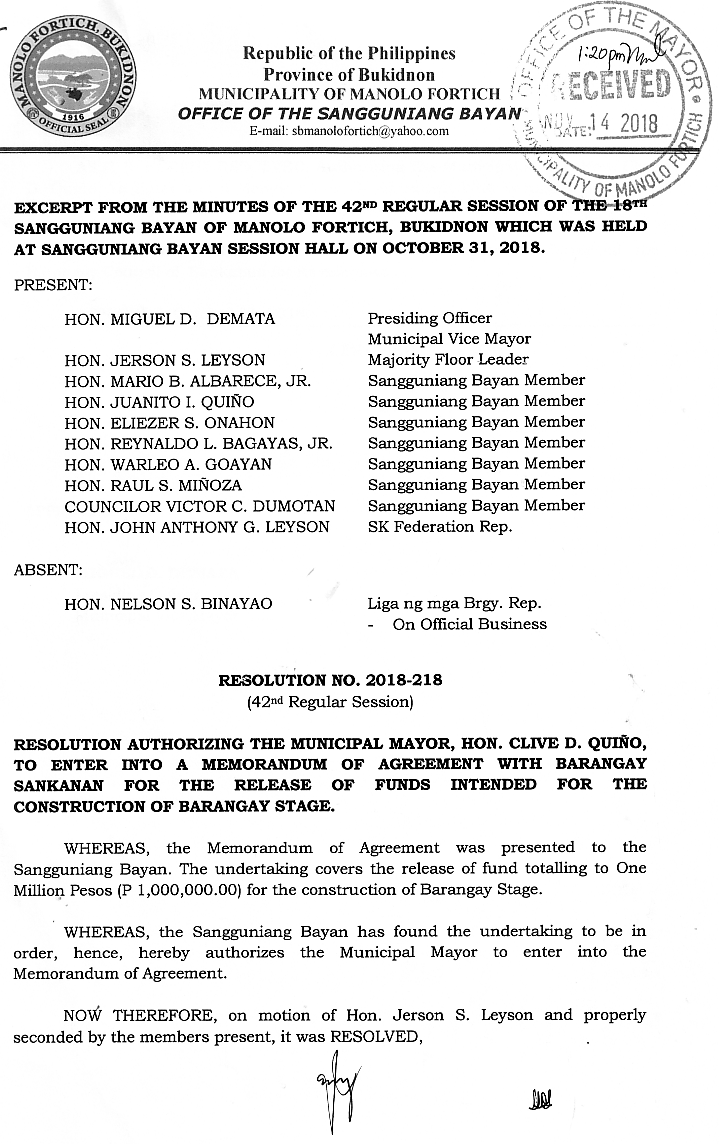 MANOLO FORTICH, BUKIDNON
1916
OFFICIAL SEAL
Republic of the Philippines
Province of Bukidnon
MUNICIPALITY OF MANOLO FORTICH
OFFICE OF THE SANGGUNIANG BAYAN
E-mail: sbmanolofortich@yahoo.com
OFFICE OF THE MAYOR
1:20pm
RECEIVED
DATE: NOV 14 2018
MUNICIPALITY OF MANOLO FORTICH
EXCERPT FROM THE MINUTES OF THE 42ND REGULAR SESSION OF THE 18TH
SANGGUNIANG BAYAN OF MANOLO FORTICH, BUKIDNON WHICH WAS HELD
AT SANGGUNIANG BAYAN SESSION HALL ON OCTOBER 31, 2018.
PRESENT:
HON. MIGUEL D. DEMATA Presiding Officer
Municipal Vice Mayor
HON. JERSON S. LEYSON Majority Floor Leader
HON. MARIO B. ALBARECE, JR. Sangguniang Bayan Member
HON. JUANITO I. QUIÑO Sangguniang Bayan Member
HON. ELIEZER S. ONAHON Sangguniang Bayan Member
HON. REYNALDO L. BAGAYAS, JR. Sangguniang Bayan Member
HON. WARLEO A. GOAYAN Sangguniang Bayan Member
HON. RAUL S. MIÑOZA Sangguniang Bayan Member
COUNCILOR VICTOR C. DUMOTAN Sangguniang Bayan Member
HON. JOHN ANTHONY G. LEYSON SK Federation Rep.
ABSENT:
HON. NELSON S. BINAYAO Liga ng mga Brgy. Rep.
- On Official Business
RESOLUTION NO. 2018-218
(42nd Regular Session)
RESOLUTION AUTHORIZING THE MUNICIPAL MAYOR, HON. CLIVE D. QUIÑO,
TO ENTER INTO A MEMORANDUM OF AGREEMENT WITH BARANGAY
SANKANAN FOR THE RELEASE OF FUNDS INTENDED FOR THE
CONSTRUCTION OF BARANGAY STAGE.
WHEREAS, the Memorandum of Agreement was presented to the
Sangguniang Bayan. The undertaking covers the release of fund totalling to One
Million Pesos (P 1,000,000.00) for the construction of Barangay Stage.
WHEREAS, the Sangguniang Bayan has found the undertaking to be in
order, hence, hereby authorizes the Municipal Mayor to enter into the
Memorandum of Agreement.
NOW THEREFORE, on motion of Hon. Jerson S. Leyson and properly
seconded by the members present, it was RESOLVED,